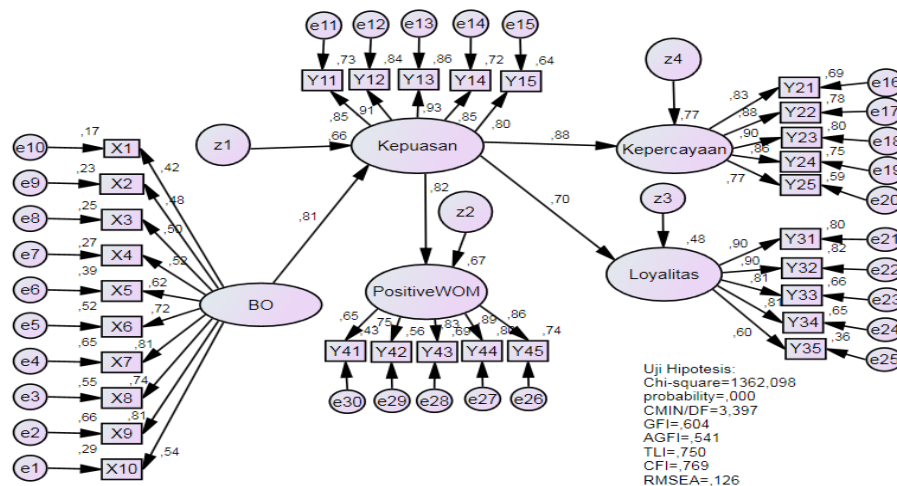 e11 e12 e13 e14 e15
,73 ,84 ,86 ,72 ,64
Y11 Y12 Y13 Y14 Y15
,85 ,91 ,93 ,85 ,80
z1
,66
Kepuasan
z4
,77
Kepercayaan
,88
,83 ,88 ,90 ,86 ,77
Y21 ,69 e16
Y22 ,78 e17
Y23 ,80 e18
Y24 ,75 e19
Y25 ,59 e20
e10 ,17 X1 ,42
e9 ,23 X2 ,48
e8 ,25 X3 ,50
e7 ,27 X4 ,52
e6 ,39 X5 ,62
e5 ,52 X6 ,72
e4 ,65 X7 ,81
e3 ,55 X8 ,74
e2 ,66 X9 ,81
e1 ,29 X10 ,54
BO
,81
,82
,70
z2
,67
PositiveWOM
,65 ,75 ,83 ,89 ,86
,43 ,56 ,69 ,74
Y41 Y42 Y43 Y44 Y45
e30 e29 e28 e27 e26
z3
,48
Loyalitas
,90 ,90 ,81 ,81 ,60
Y31 ,80 e21
Y32 ,82 e22
Y33 ,66 e23
Y34 ,65 e24
Y35 ,36 e25
Uji Hipotesis:
Chi-square=1362,098
probability=,000
CMIN/DF=3,397
GFI=,604
AGFI=,541
TLI=,750
CFI=,769
RMSEA=,126